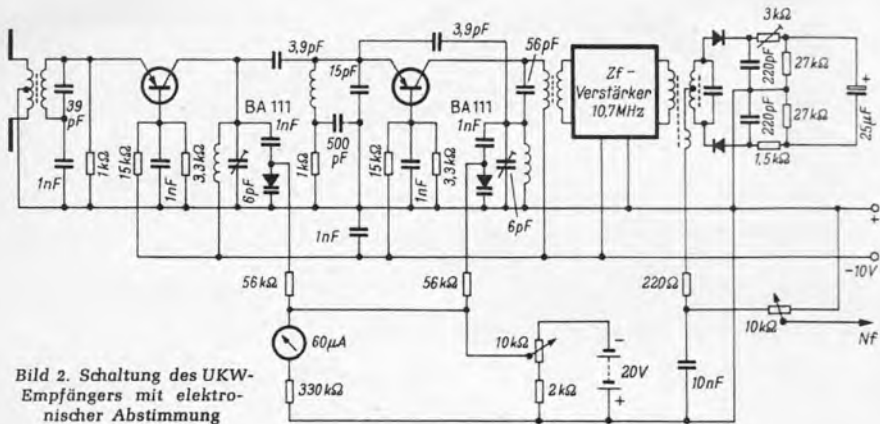 3kΩ
3,9pF
3,9pF
56pF
39 pF
15pF
BA 111
1nF
BA 111
1nF
Zf-
Verstärker
10,7MHz
220pF
220pF
27kΩ
27kΩ
+
25µF
1,5kΩ
500 pF
1nF
1kΩ
15kΩ
1nF
3,3kΩ
6pF
1kΩ
15kΩ
1nF
3,3kΩ
6pF
+
1nF
-10V
56kΩ
56kΩ
220Ω
60µA
10kΩ
-
20V
+
10kΩ
Nf
330kΩ
2kΩ
10nF
Bild 2. Schaltung des UKW-
Empfängers mit elektro-
nischer Abstimmung